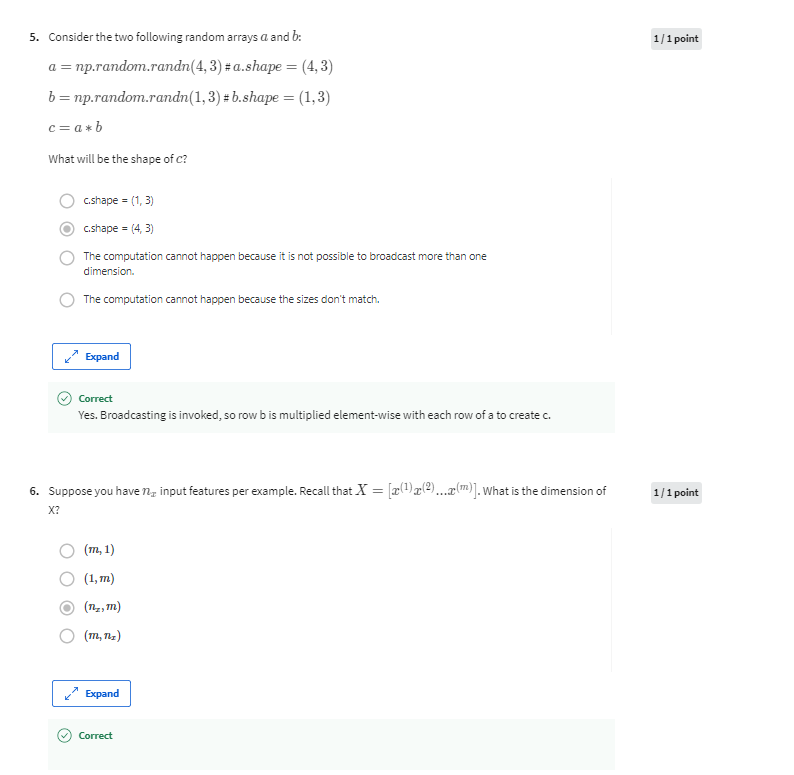 5. Consider the two following random arrays a and b:
1 / 1 point
a = np.random.randn(4, 3) # a.shape = (4, 3)
b = np.random.randn(1, 3) # b.shape = (1, 3)
c = a * b
What will be the shape of c?
c.shape = (1, 3)
c.shape = (4, 3)
The computation cannot happen because it is not possible to broadcast more than one
dimension.
The computation cannot happen because the sizes don't match.
Expand
Correct
Yes. Broadcasting is invoked, so row b is multiplied element-wise with each row of a to create c.
6. Suppose you have nₓ input features per example. Recall that X = [x⁽¹⁾x⁽²⁾...x⁽ᵐ⁾]. What is the dimension of
1 / 1 point
X?
(m, 1)
(1, m)
(nₓ, m)
(m, nₓ)
Expand
Correct